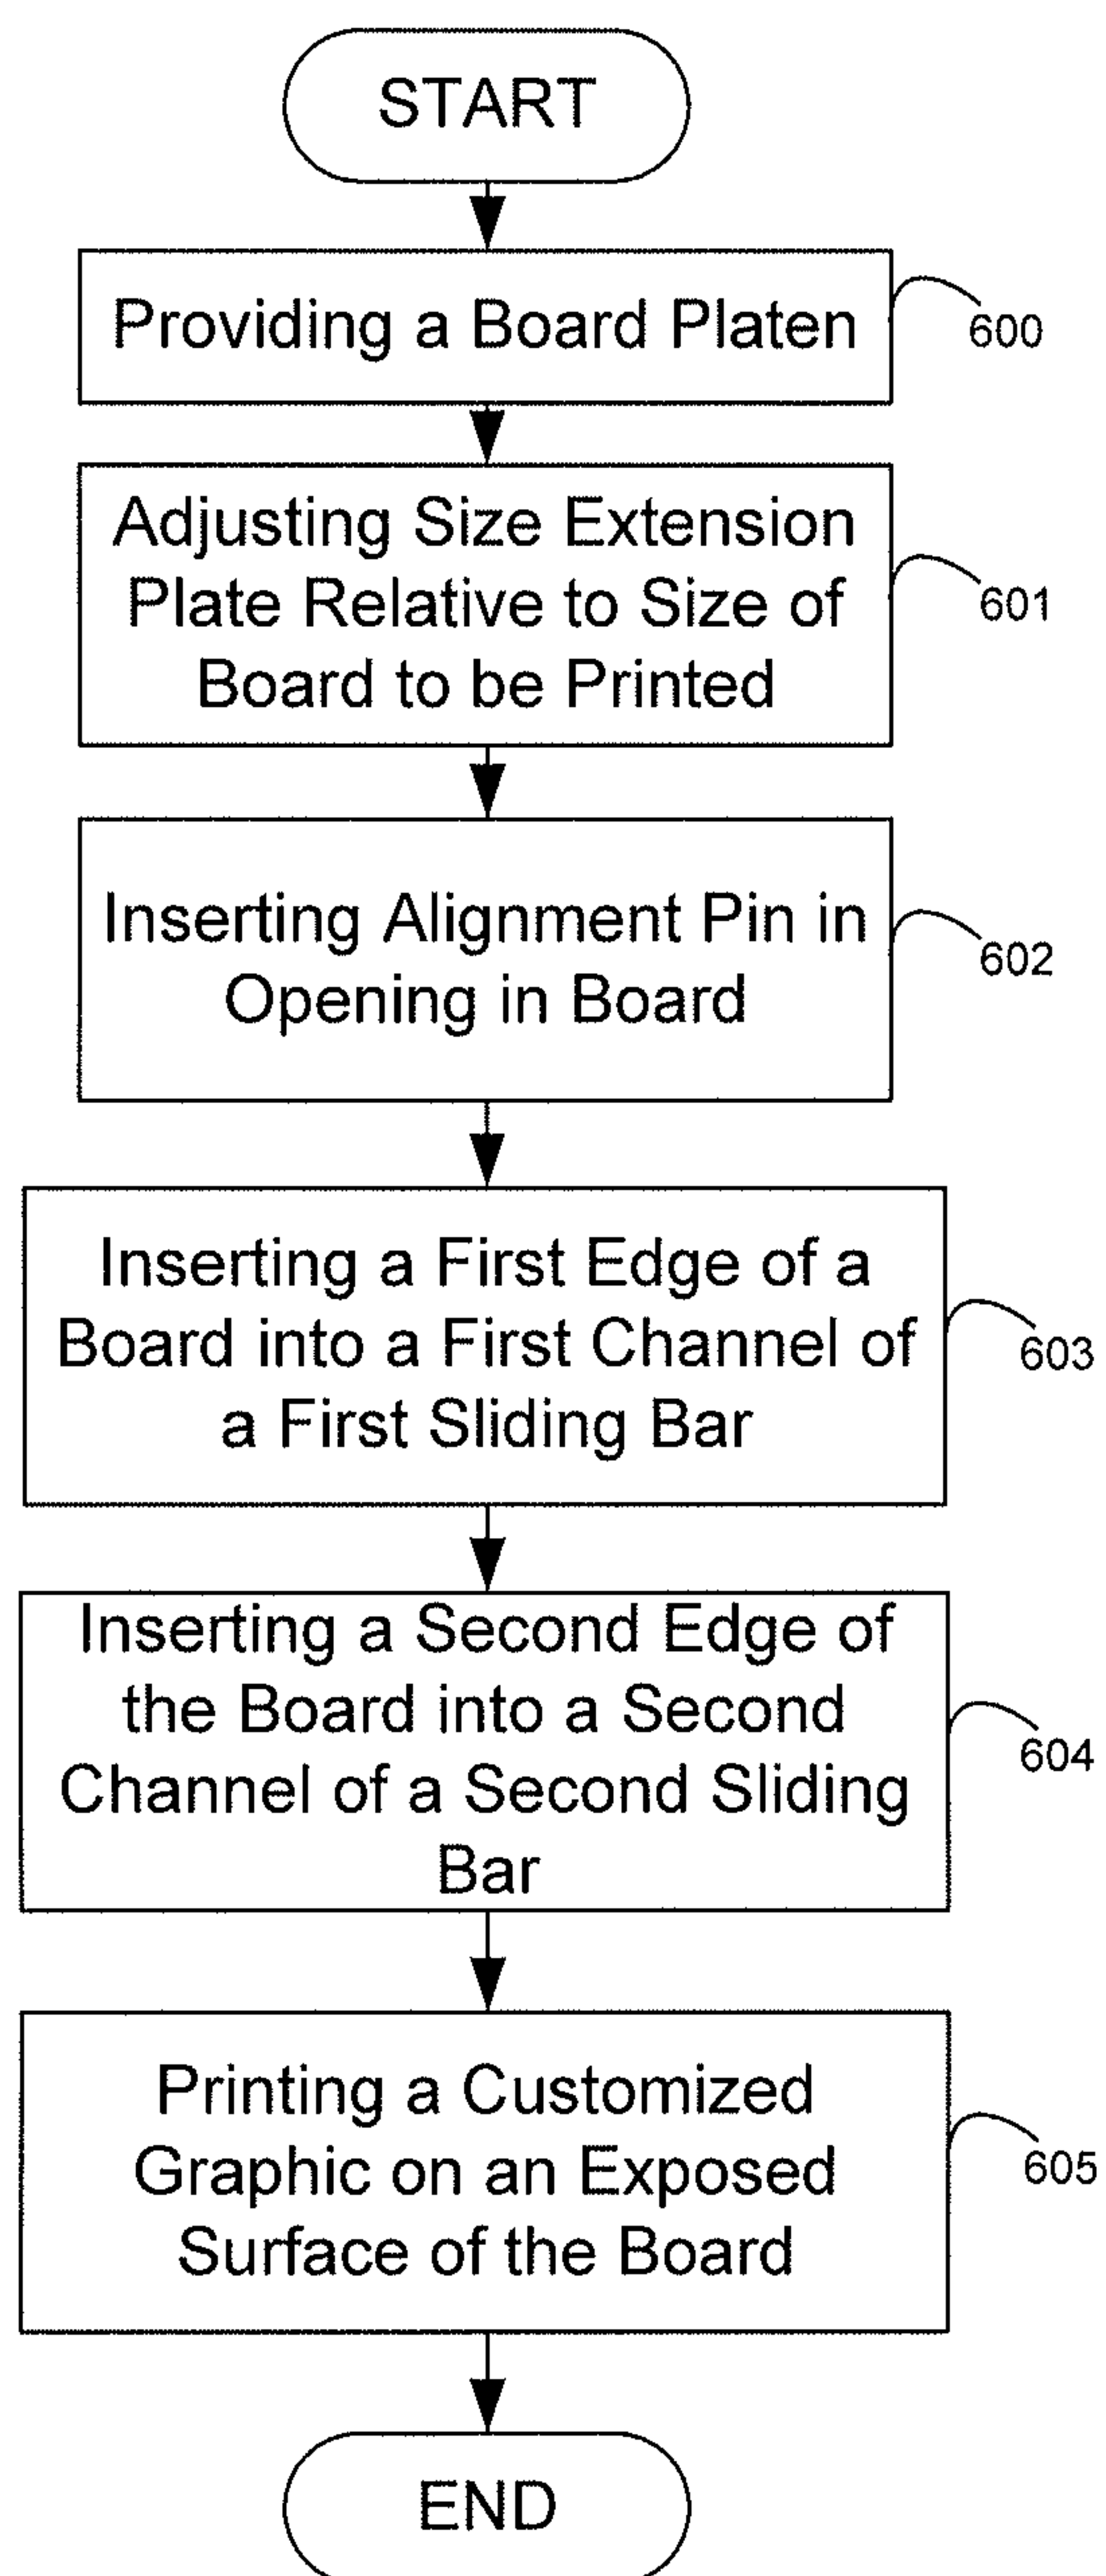 START
Providing a Board Platen
600
Adjusting Size Extension
Plate Relative to Size of
Board to be Printed
601
Inserting Alignment Pin in
Opening in Board
602
Inserting a First Edge of a
Board into a First Channel of
a First Sliding Bar
603
Inserting a Second Edge of
the Board into a Second
Channel of a Second Sliding
Bar
604
Printing a Customized
Graphic on an Exposed
Surface of the Board
605
END